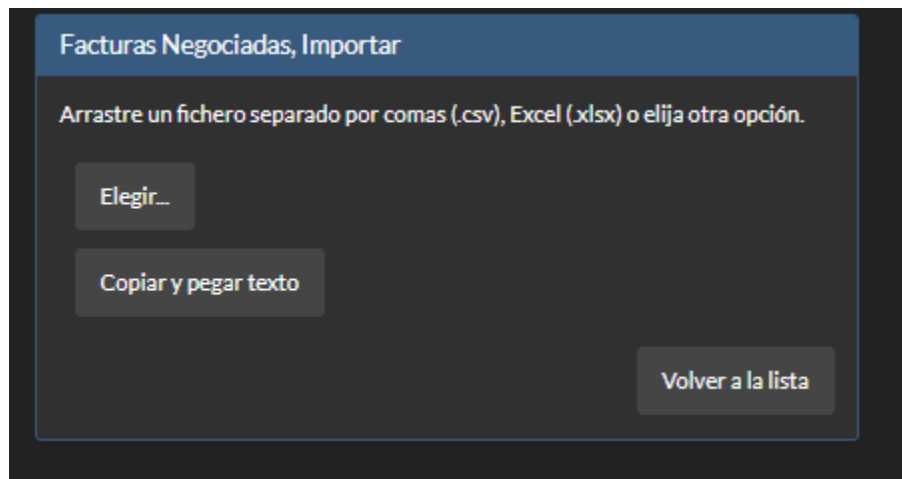 Facturas Negociadas, Importar
Arrastre un fichero separado por comas (.csv), Excel (.xlsx) o elija otra opción.
Elegir...
Copiar y pegar texto
Volver a la lista